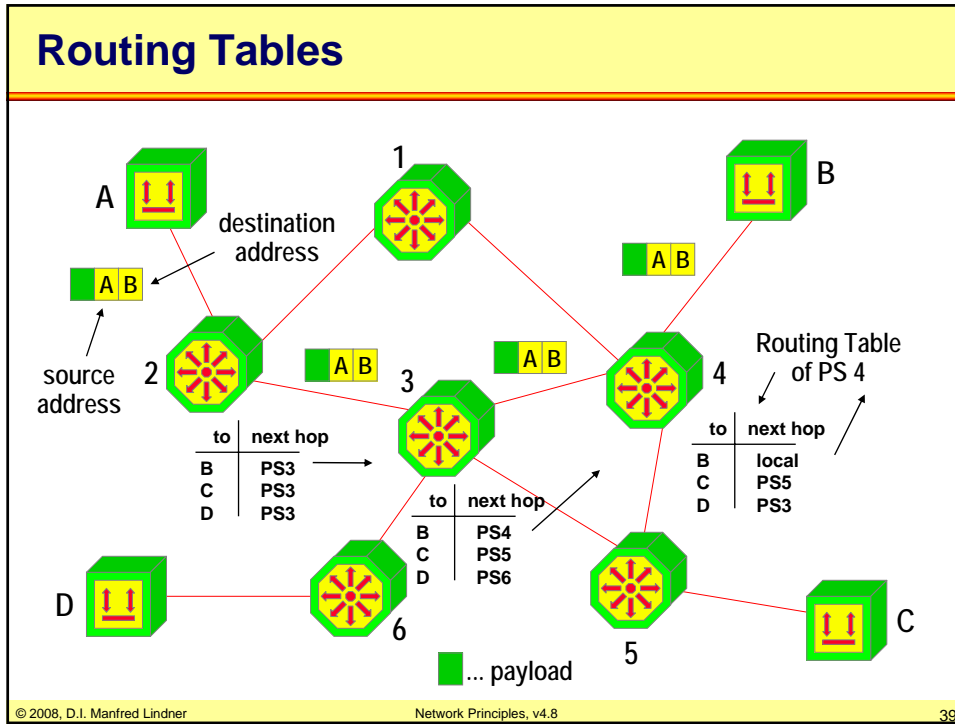 Routing Tables
1
A
B
destination
address
A B
A B
2
source
address
A B
3
A B
4
Routing Table
of PS 4
to next hop
B PS3
C PS3
D PS3
to next hop
B PS4
C PS5
D PS6
to next hop
B local
C PS5
D PS3
D
6
5
C
... payload
© 2008, D.I. Manfred Lindner
Network Principles, v4.8
39